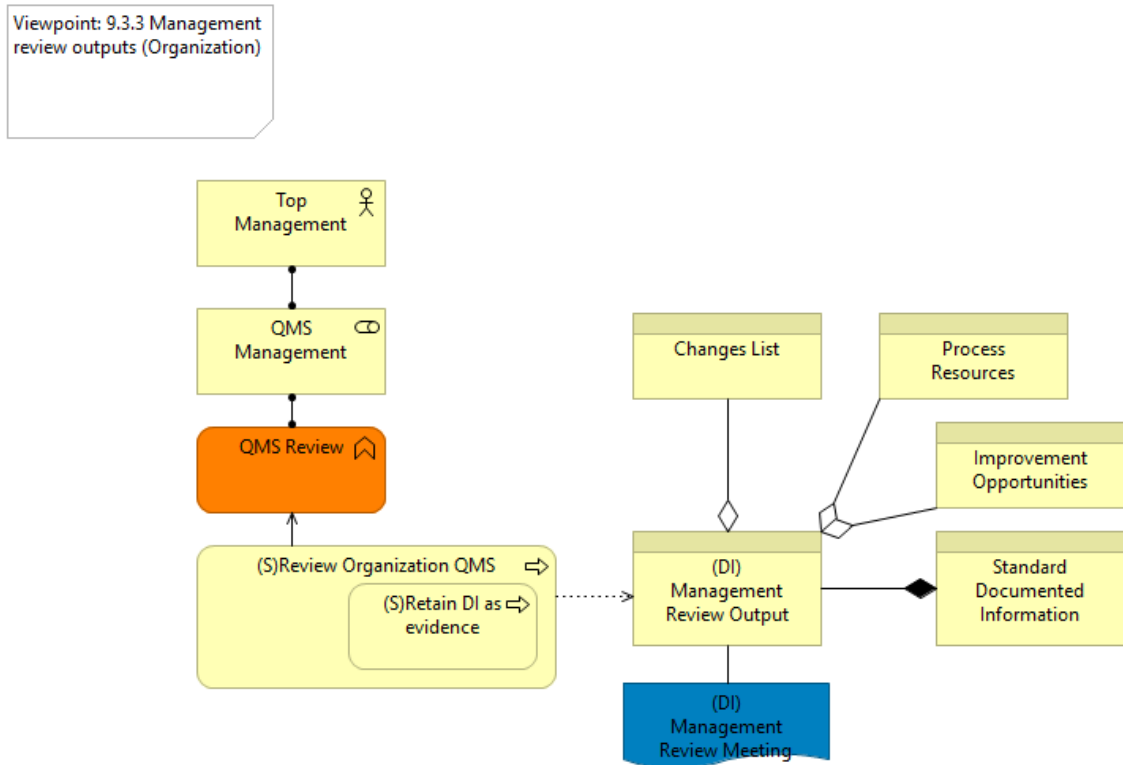 Viewpoint: 9.3.3 Management
review outputs (Organization)
Top
Management
QMS
Management
QMS Review
(S)Review Organization QMS
(S)Retain DI as
evidence
Changes List
Process
Resources
Improvement
Opportunities
(DI)
Management
Review Output
Standard
Documented
Information
(DI)
Management
Review Meeting